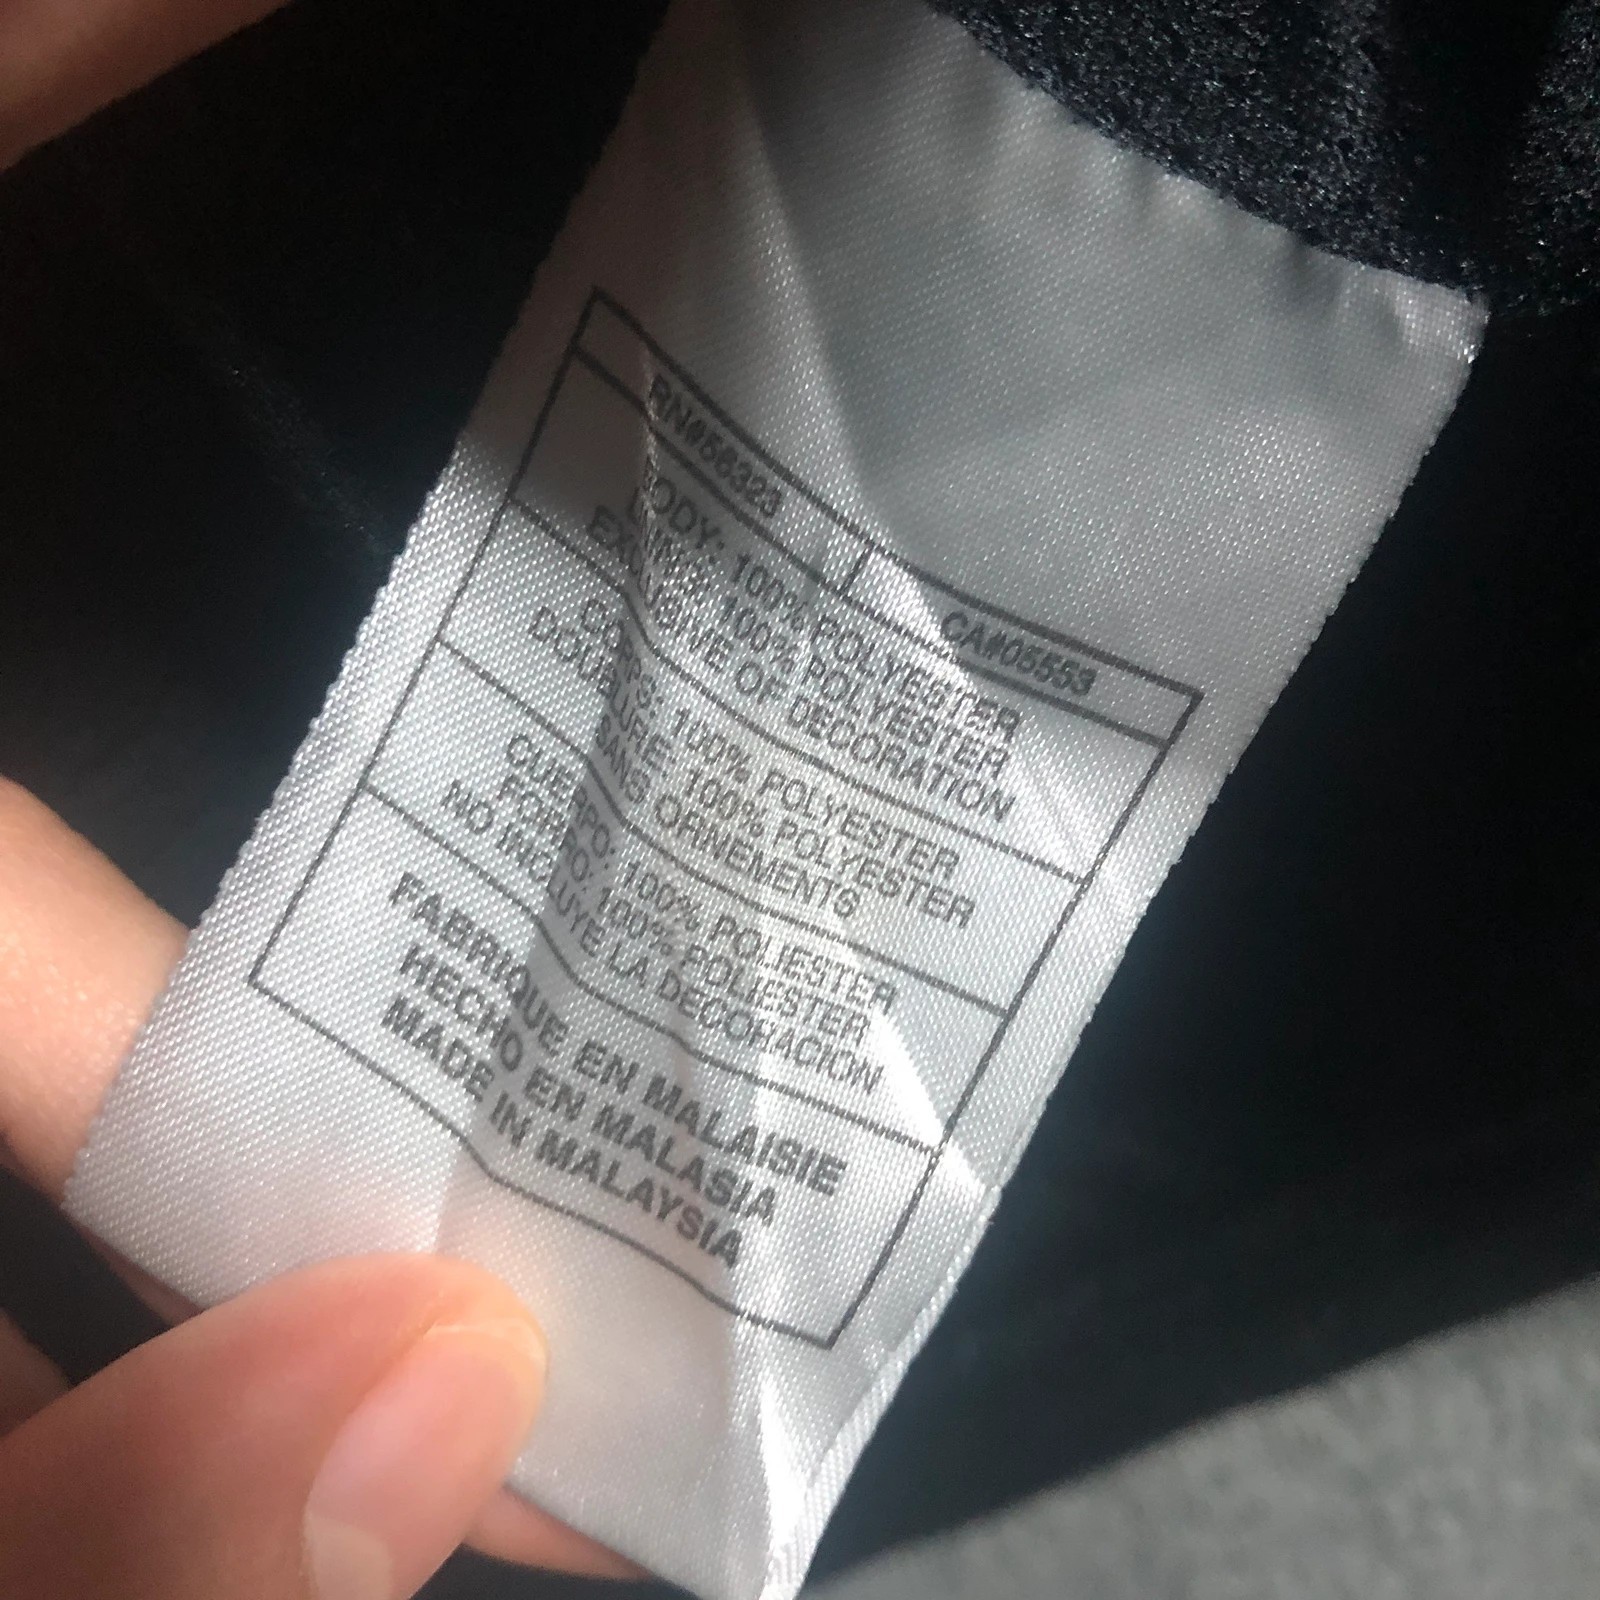 RN#56323 CA#05553
BODY: 100% POLYESTER
LINING: 100% POLYESTER
EXCLUSIVE OF DECORATION
CORPS: 100% POLYESTER
DOUBLURE: 100% POLYESTER
SANS ORNEMENTS
CUERPO: 100% POLIESTER
FORRO: 100% POLIESTER
NO INCLUYE LA DECORACION
FABRIQUE EN MALAISIE
HECHO EN MALASIA
MADE IN MALAYSIA